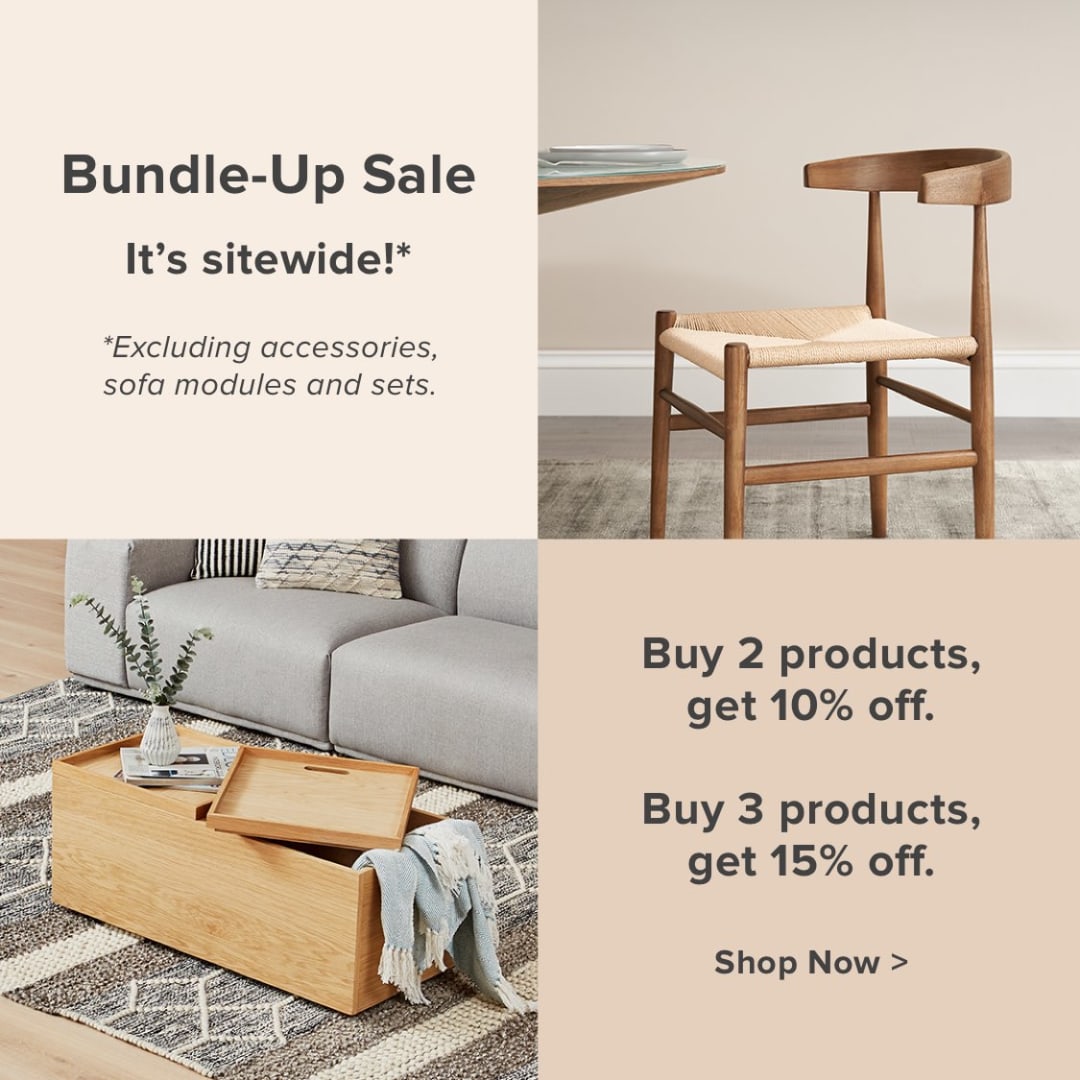 Bundle-Up Sale
It's sitewide!*
*Excluding accessories,
sofa modules and sets.
Buy 2 products,
get 10% off.
Buy 3 products,
get 15% off.
Shop Now >